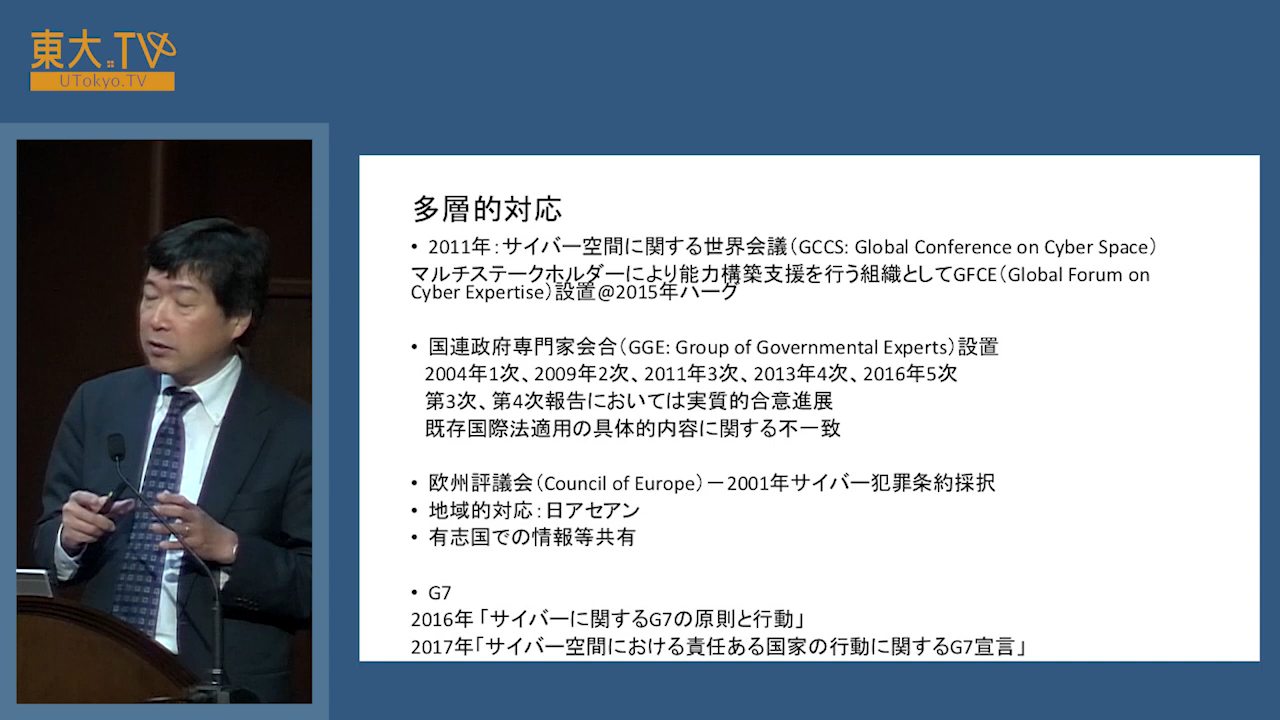 東大.TV
UTokyo.TV
多層的対応
• 2011年：サイバー空間に関する世界会議（GCCS: Global Conference on Cyber Space）
マルチステークホルダーにより能力構築支援を行う組織としてGFCE（Global Forum on
Cyber Expertise）設置@2015年ハーグ
• 国連政府専門家会合（GGE: Group of Governmental Experts）設置
2004年1次、2009年2次、2011年3次、2013年4次、2016年5次
第3次、第4次報告においては実質的合意進展
既存国際法適用の具体的内容に関する不一致
• 欧州評議会（Council of Europe）－2001年サイバー犯罪条約採択
• 地域的対応：日アセアン
• 有志国での情報等共有
• G7
2016年「サイバーに関するG7の原則と行動」
2017年「サイバー空間における責任ある国家の行動に関するG7宣言」